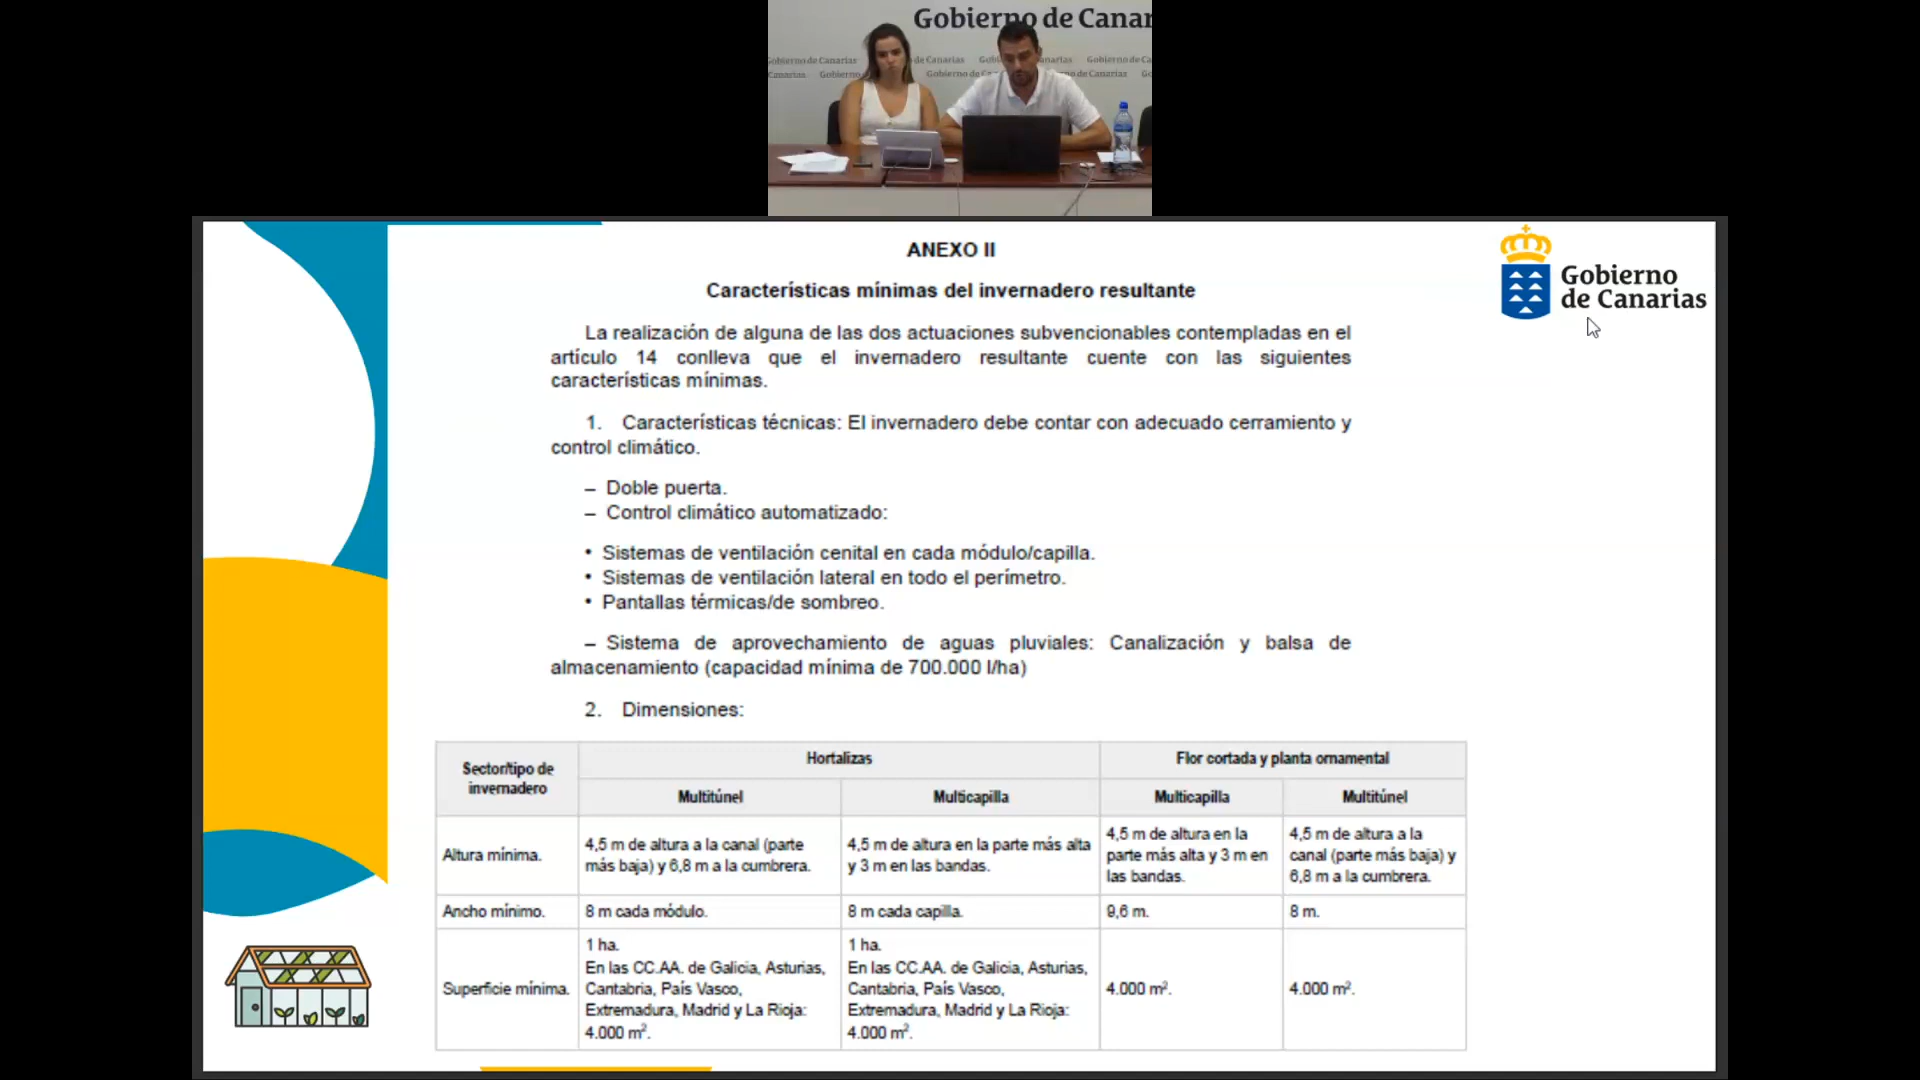 Gobierno de Canar
Gobierno de Canarias
de Canarias
Gobierno de Canarias
ANEXO II
Gobierno
de Canarias
Características mínimas del invernadero resultante
La realización de alguna de las dos actuaciones subvencionables contempladas en el
artículo 14 conlleva que el invernadero resultante cuente con las siguientes
características mínimas.
1. Características técnicas: El invernadero debe contar con adecuado cerramiento y
control climático.
– Doble puerta.
– Control climático automatizado:
• Sistemas de ventilación cenital en cada módulo/capilla.
• Sistemas de ventilación lateral en todo el perímetro.
• Pantallas térmicas/de sombreo.
– Sistema de aprovechamiento de aguas pluviales: Canalización y balsa de
almacenamiento (capacidad mínima de 700.000 l/ha)
2. Dimensiones:
Sector/tipo de
invernadero
Hortalizas
Flor cortada y planta ornamental
Multitúnel
Multicapilla
Multicapilla
Multitúnel
Altura mínima.
4,5 m de altura a la canal (parte
más baja) y 6,8 m a la cumbrera.
4,5 m de altura en la parte más alta
y 3 m en las bandas.
4,5 m de altura en la
parte más alta y 3 m en
las bandas.
4,5 m de altura a la
canal (parte más baja) y
6,8 m a la cumbrera.
Ancho mínimo.
8 m cada módulo.
8 m cada capilla.
9,6 m.
8 m.
Superficie mínima.
1 ha.
En las CC.AA. de Galicia, Asturias,
Cantabria, País Vasco,
Extremadura, Madrid y La Rioja:
4.000 m².
1 ha.
En las CC.AA. de Galicia, Asturias,
Cantabria, País Vasco,
Extremadura, Madrid y La Rioja:
4.000 m².
4.000 m².
4.000 m².